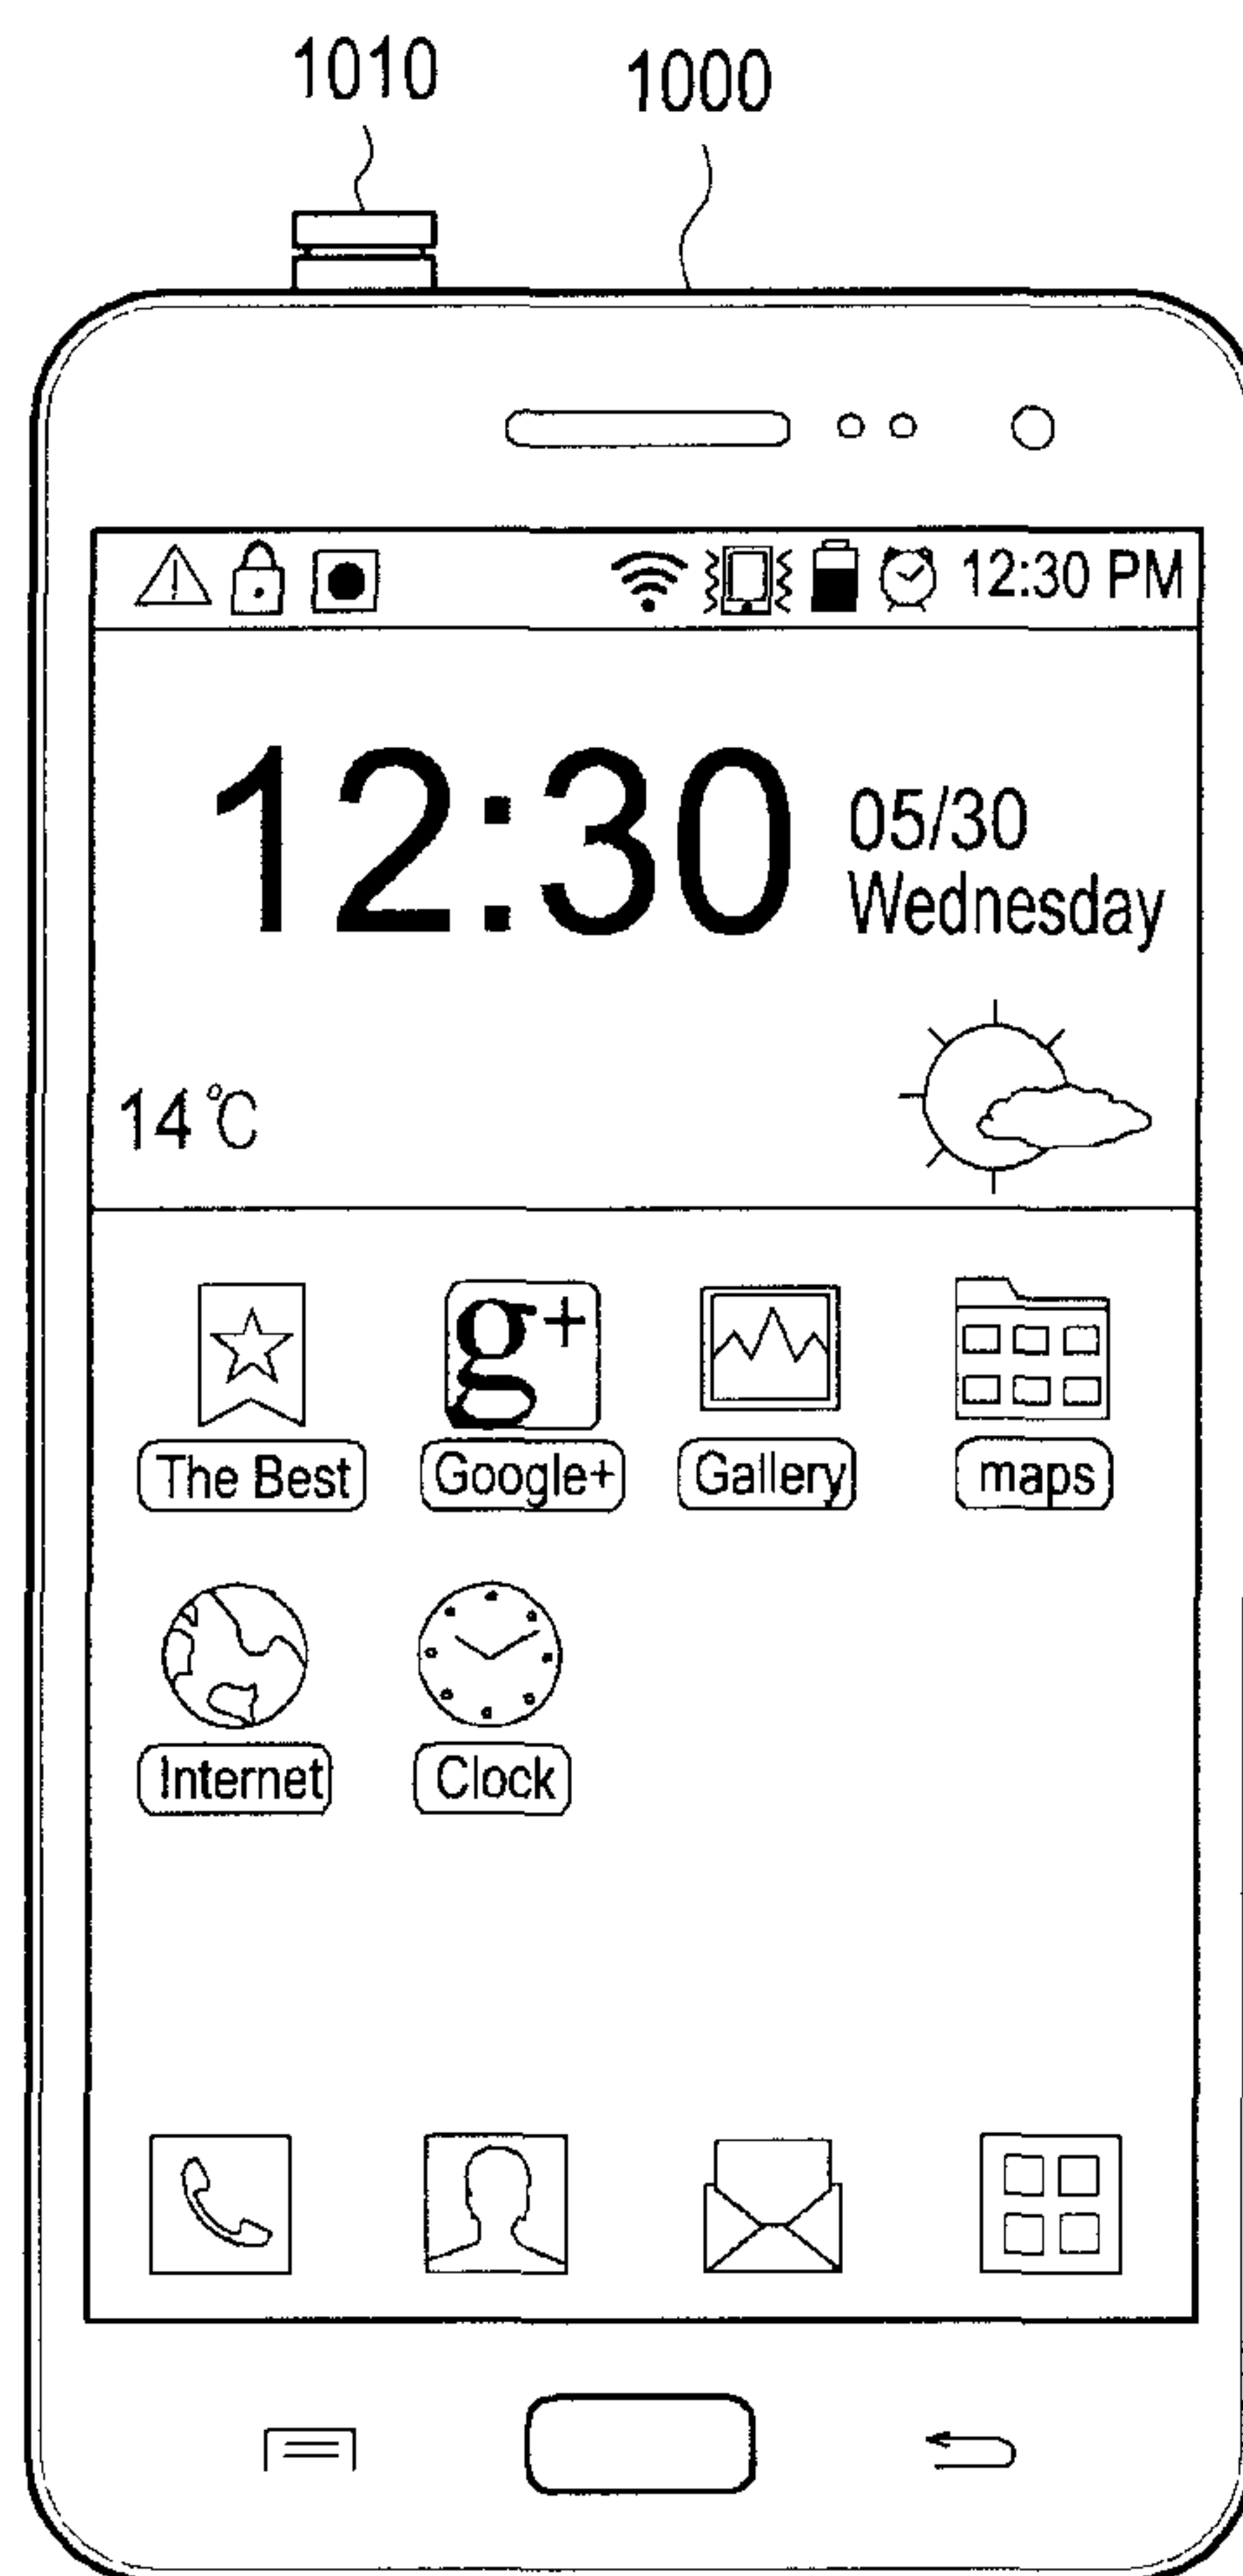 1010 1000
12:30 PM
12:30
05/30
Wednesday
14°C
g+
The Best Google+ Gallery maps
Internet Clock